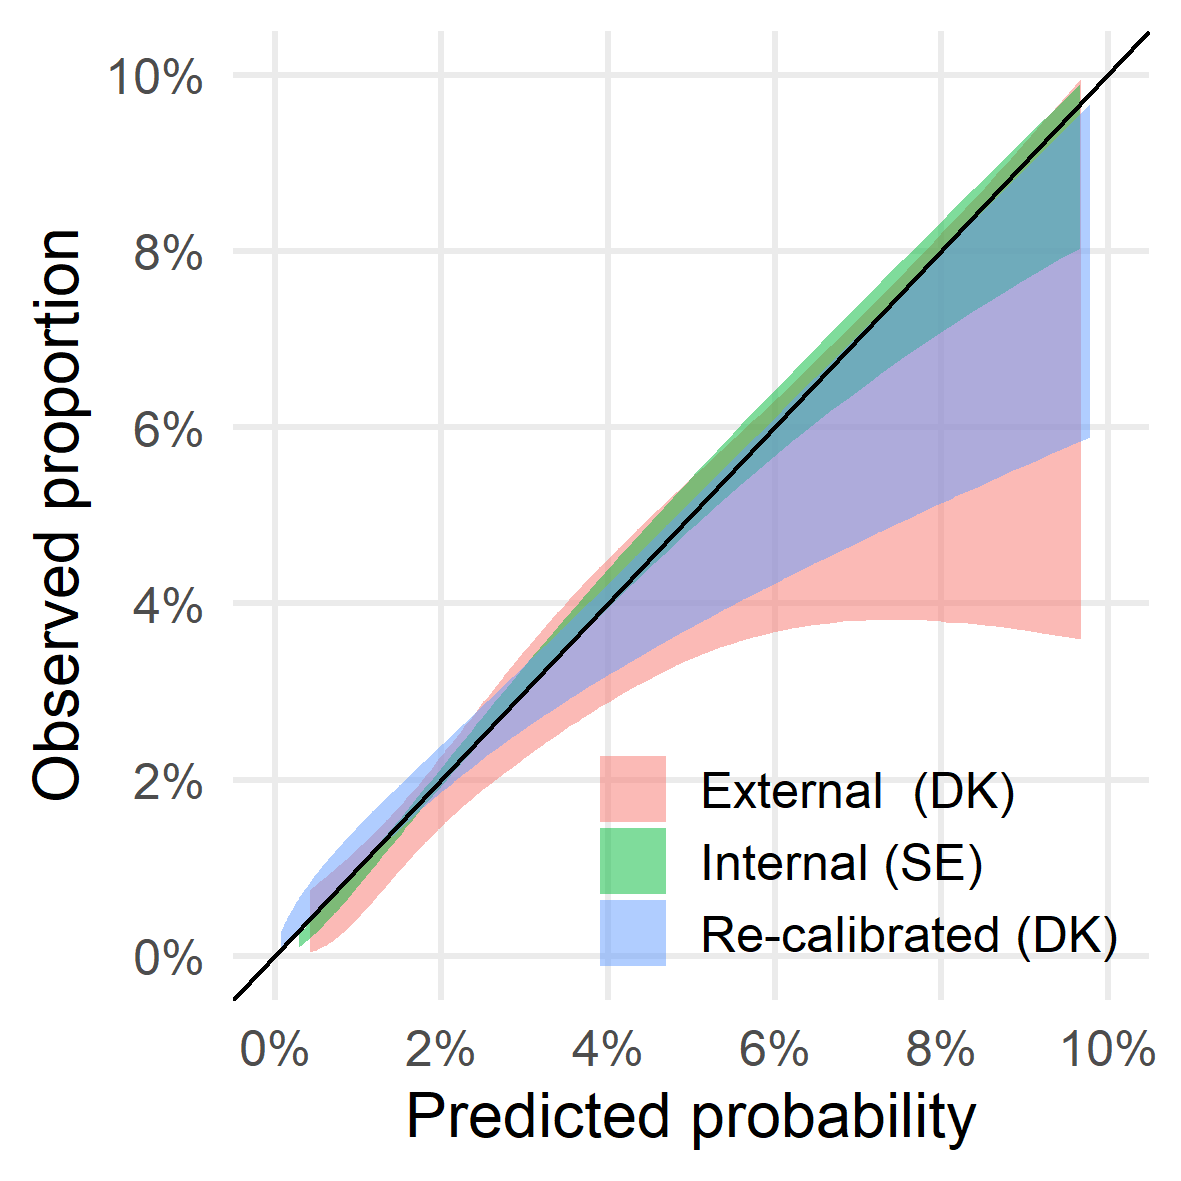 10%
8%
6%
4%
2%
0%
Observed proportion
External  (DK)
Internal (SE)
Re-calibrated (DK)
0% 2% 4% 6% 8% 10%
Predicted probability